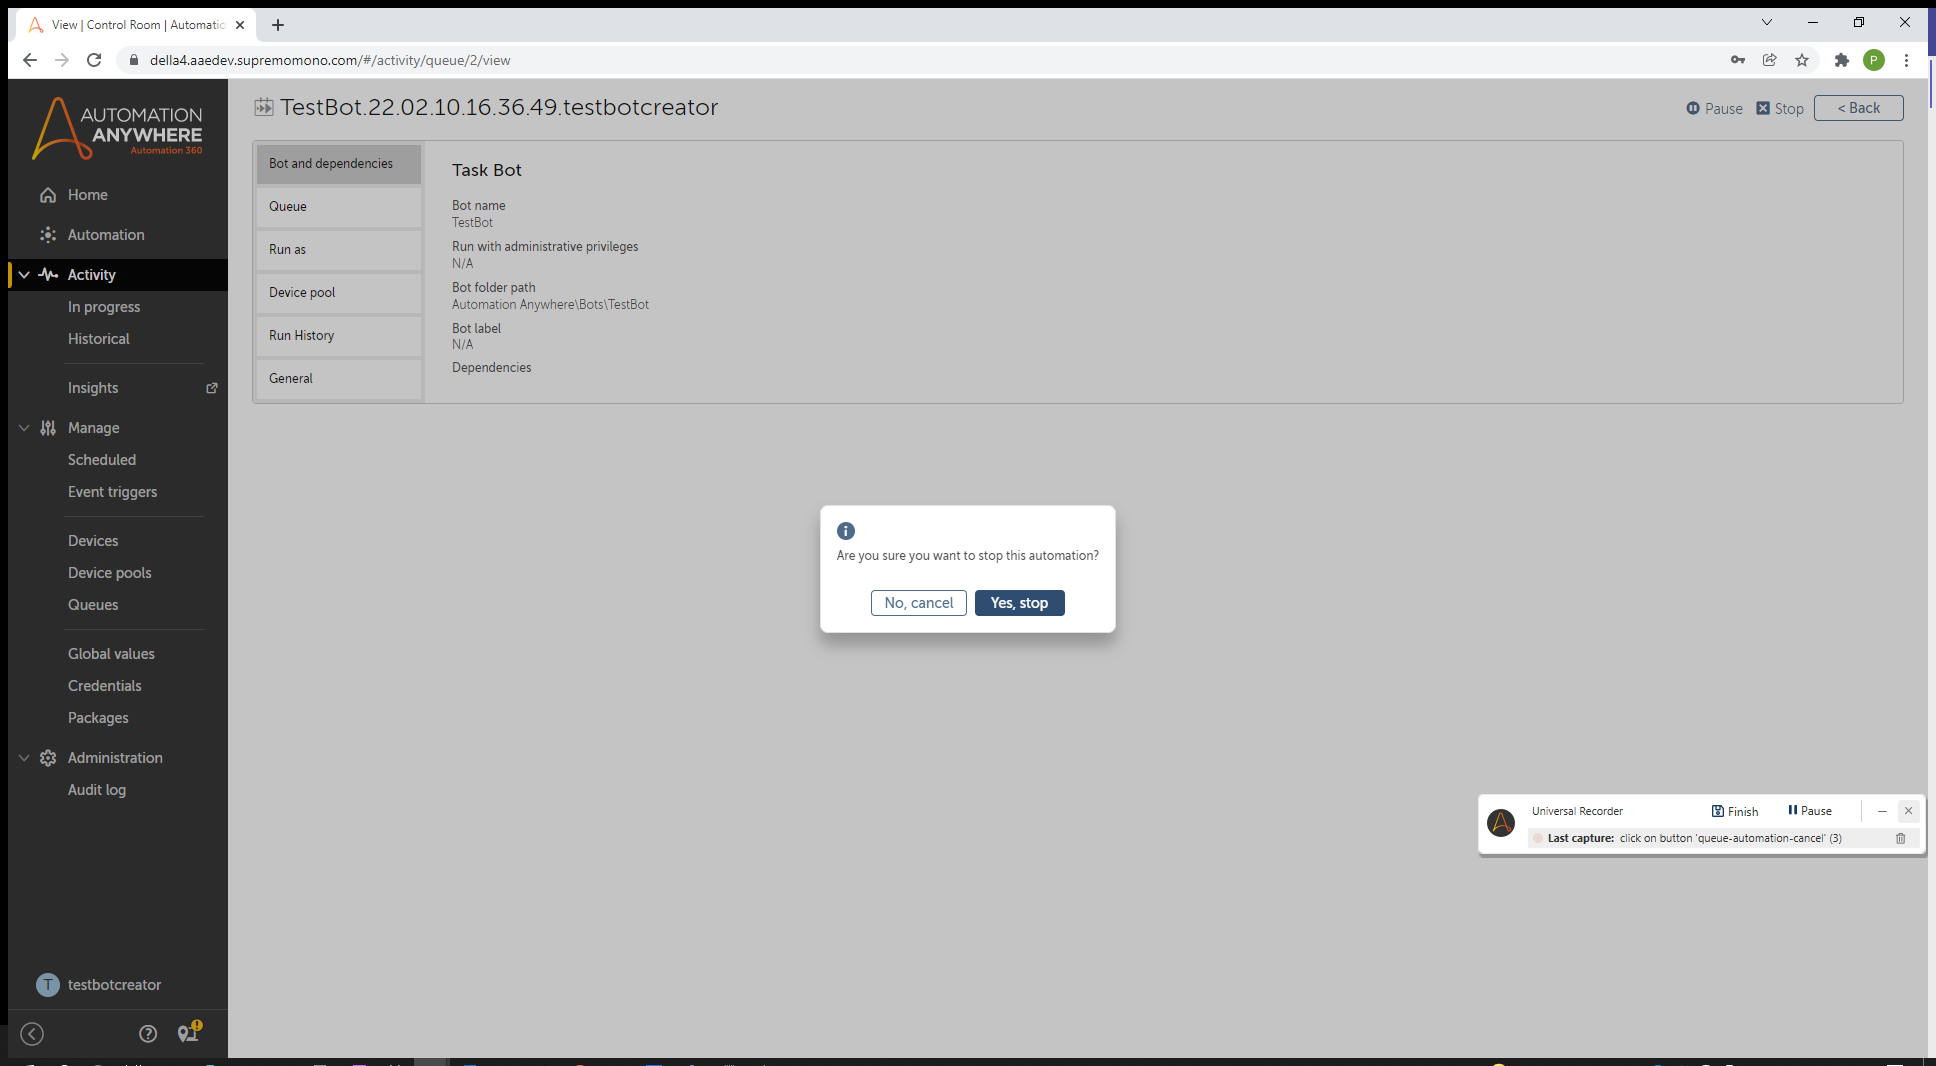 View | Control Room | Automatio
della4.aaedev.supremomono.com/#/activity/queue/2/view
P
AUTOMATION
ANYWHERE
Automation 360
Home
Automation
Activity
In progress
Historical
Insights
Manage
Scheduled
Event triggers
Devices
Device pools
Queues
Global values
Credentials
Packages
Administration
Audit log
T testbotcreator
TestBot.22.02.10.16.36.49.testbotcreator
Pause Stop < Back
Bot and dependencies
Queue
Run as
Device pool
Run History
General
Task Bot
Bot name
TestBot
Run with administrative privileges
N/A
Bot folder path
Automation Anywhere\Bots\TestBot
Bot label
N/A
Dependencies
Are you sure you want to stop this automation?
No, cancel Yes, stop
Universal Recorder Finish Pause
Last capture: click on button 'queue-automation-cancel' (3)